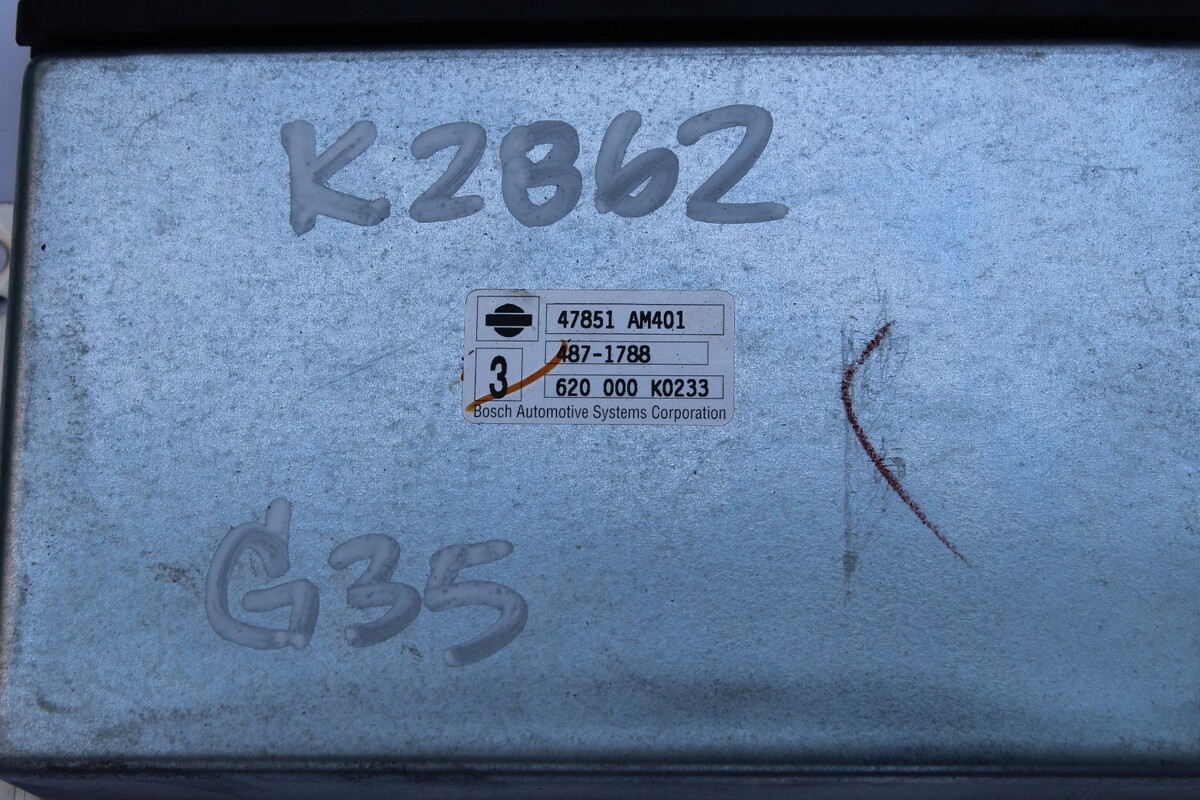 K2862
47851 AM401
487-1788
3
620 000 K0233
Bosch Automotive Systems Corporation
G35